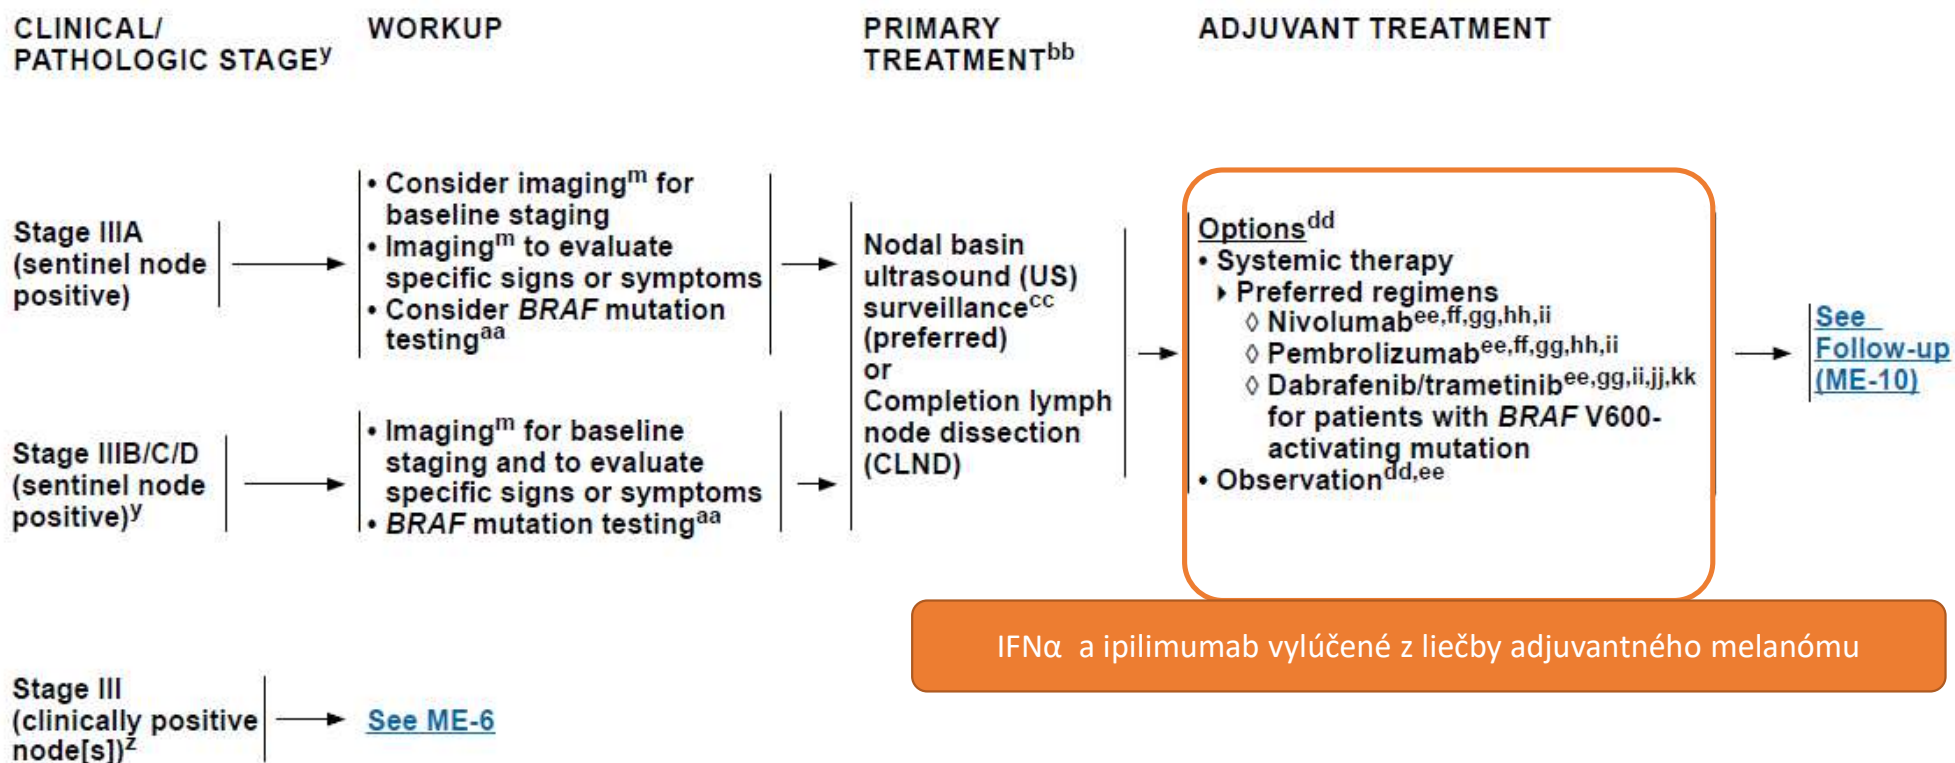 CLINICAL/
PATHOLOGIC STAGEʸ
WORKUP
PRIMARY
TREATMENTᵇᵇ
ADJUVANT TREATMENT
Stage IIIA
(sentinel node
positive)
• Consider imagingᵐ for
baseline staging
• Imagingᵐ to evaluate
specific signs or symptoms
• Consider BRAF mutation
testingᵃᵃ
Stage IIIB/C/D
(sentinel node
positive)ʸ
• Imagingᵐ for baseline
staging and to evaluate
specific signs or symptoms
• BRAF mutation testingᵃᵃ
Nodal basin
ultrasound (US)
surveillanceᶜᶜ
(preferred)
or
Completion lymph
node dissection
(CLND)
Optionsᵈᵈ
• Systemic therapy
▸ Preferred regimens
◊ Nivolumabᵉᵉ,ᶠᶠ,ᵍᵍ,ʰʰ,ⁱⁱ
◊ Pembrolizumabᵉᵉ,ᶠᶠ,ᵍᵍ,ʰʰ,ⁱⁱ
◊ Dabrafenib/trametinibᵉᵉ,ᵍᵍ,ⁱⁱ,ʲʲ,ᵏᵏ
for patients with BRAF V600-
activating mutation
• Observationᵈᵈ,ᵉᵉ
See
Follow-up
(ME-10)
IFNα a ipilimumab vylúčené z liečby adjuvantného melanómu
Stage III
(clinically positive
node[s])ᶻ
See ME-6